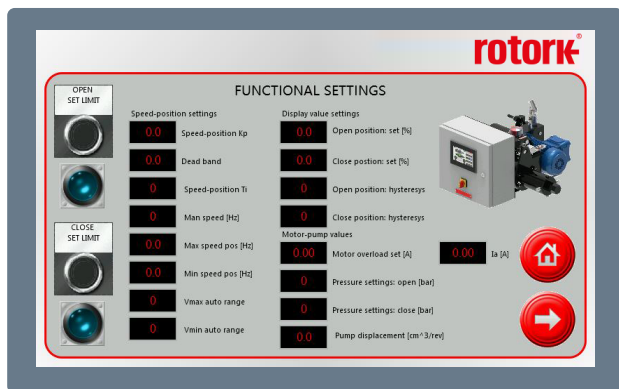 rotork®
FUNCTIONAL SETTINGS
OPEN
SET LIMIT
CLOSE
SET LIMIT
Speed-position settings
0.0 Speed-position Kp
0.0 Dead band
0 Speed-position Ti
0 Man speed [Hz]
0.0 Max speed pos [Hz]
0.0 Min speed pos [Hz]
0 Vmax auto range
0 Vmin auto range
Display value settings
0.0 Open position: set [%]
0.0 Close postion: set [%]
0 Open position: hysteresys
0 Close position: hysteresys
Motor-pump values
0.00 Motor overload set [A] 0.00 Ia [A]
0 Pressure settings: open [bar]
0 Pressure settings: close [bar]
0.0 Pump displacement [cm^3/rev]